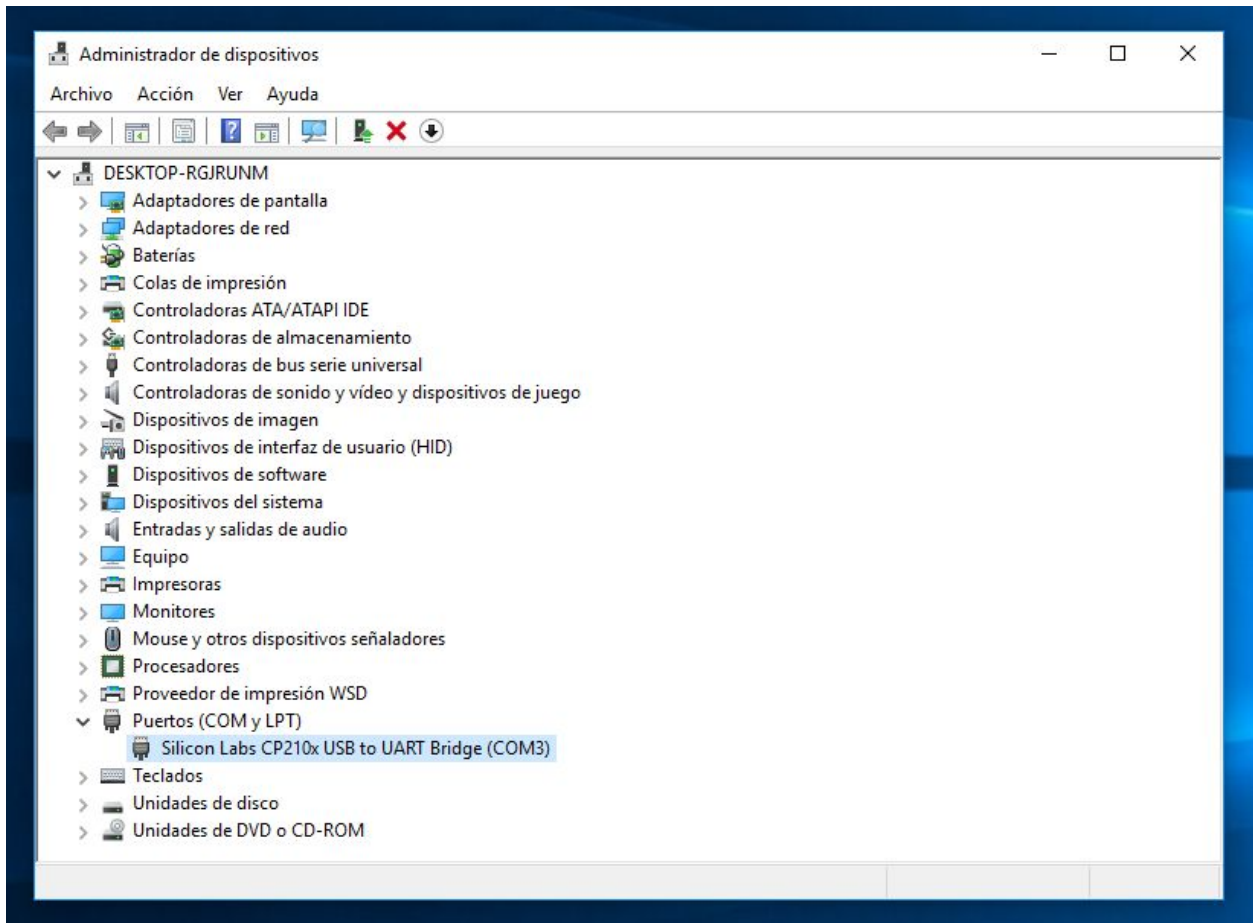 Administrador de dispositivos
Archivo Acción Ver Ayuda
DESKTOP-RGJRUNM
Adaptadores de pantalla
Adaptadores de red
Baterías
Colas de impresión
Controladoras ATA/ATAPI IDE
Controladoras de almacenamiento
Controladoras de bus serie universal
Controladoras de sonido y vídeo y dispositivos de juego
Dispositivos de imagen
Dispositivos de interfaz de usuario (HID)
Dispositivos de software
Dispositivos del sistema
Entradas y salidas de audio
Equipo
Impresoras
Monitores
Mouse y otros dispositivos señaladores
Procesadores
Proveedor de impresión WSD
Puertos (COM y LPT)
Silicon Labs CP210x USB to UART Bridge (COM3)
Teclados
Unidades de disco
Unidades de DVD o CD-ROM